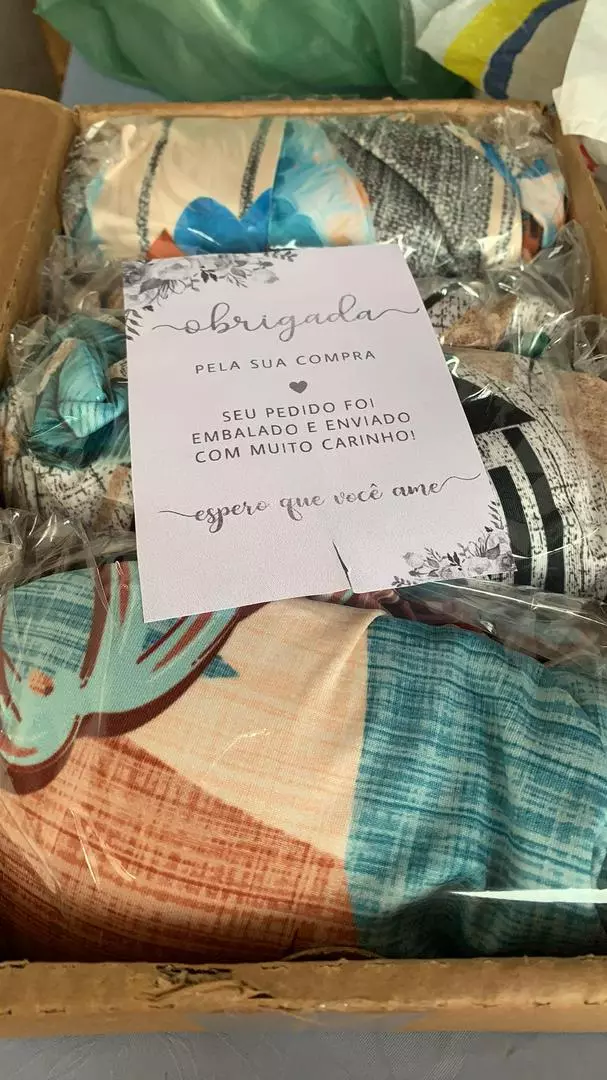 obrigada
PELA SUA COMPRA
SEU PEDIDO FOI
EMBALADO E ENVIADO
COM MUITO CARINHO!
espero que você ame